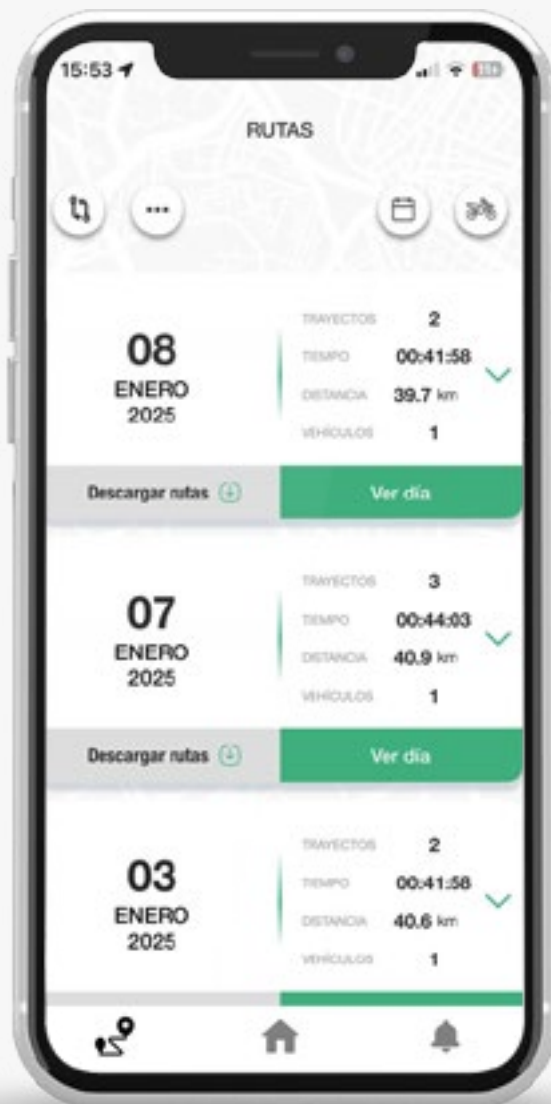 15:53
RUTAS
08
ENERO
2025
TRAYECTOS 2
TIEMPO 00:41:58
DISTANCIA 39.7 km
VEHÍCULOS 1
Descargar rutas
Ver día
07
ENERO
2025
TRAYECTOS 3
TIEMPO 00:44:03
DISTANCIA 40.9 km
VEHÍCULOS 1
Descargar rutas
Ver día
03
ENERO
2025
TRAYECTOS 2
TIEMPO 00:41:58
DISTANCIA 40.6 km
VEHÍCULOS 1